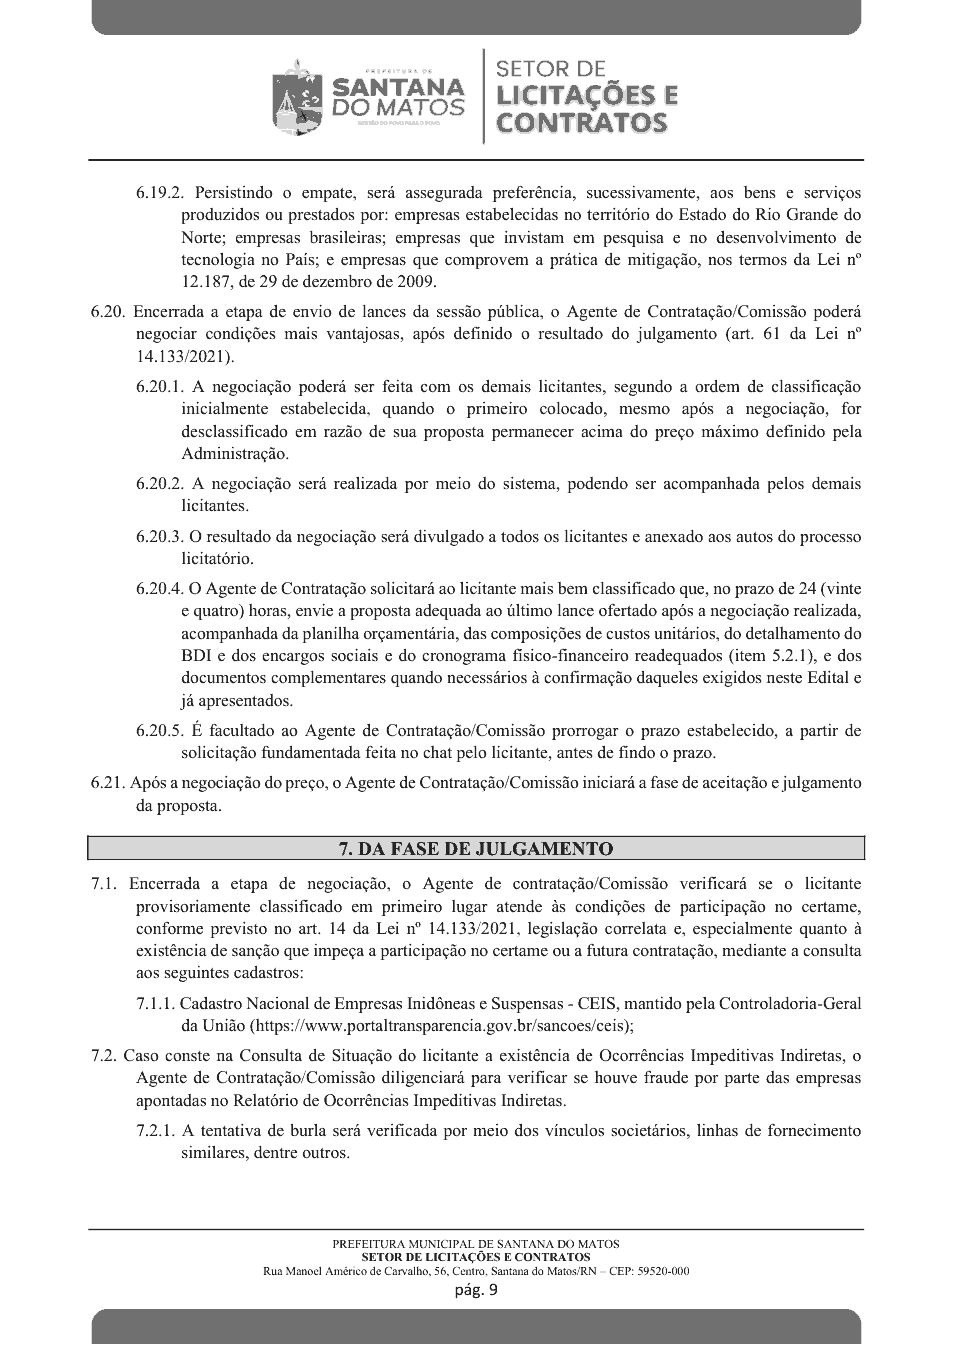 PREFEITURA DE
SANTANA
DO MATOS
GESTÃO DO POVO PARA O POVO
SETOR DE
LICITAÇÕES E
CONTRATOS
6.19.2. Persistindo o empate, será assegurada preferência, sucessivamente, aos bens e serviços
produzidos ou prestados por: empresas estabelecidas no território do Estado do Rio Grande do
Norte; empresas brasileiras; empresas que invistam em pesquisa e no desenvolvimento de
tecnologia no País; e empresas que comprovem a prática de mitigação, nos termos da Lei nº
12.187, de 29 de dezembro de 2009.
6.20. Encerrada a etapa de envio de lances da sessão pública, o Agente de Contratação/Comissão poderá
negociar condições mais vantajosas, após definido o resultado do julgamento (art. 61 da Lei nº
14.133/2021).
6.20.1. A negociação poderá ser feita com os demais licitantes, segundo a ordem de classificação
inicialmente estabelecida, quando o primeiro colocado, mesmo após a negociação, for
desclassificado em razão de sua proposta permanecer acima do preço máximo definido pela
Administração.
6.20.2. A negociação será realizada por meio do sistema, podendo ser acompanhada pelos demais
licitantes.
6.20.3. O resultado da negociação será divulgado a todos os licitantes e anexado aos autos do processo
licitatório.
6.20.4. O Agente de Contratação solicitará ao licitante mais bem classificado que, no prazo de 24 (vinte
e quatro) horas, envie a proposta adequada ao último lance ofertado após a negociação realizada,
acompanhada da planilha orçamentária, das composições de custos unitários, do detalhamento do
BDI e dos encargos sociais e do cronograma físico-financeiro readequados (item 5.2.1), e dos
documentos complementares quando necessários à confirmação daqueles exigidos neste Edital e
já apresentados.
6.20.5. É facultado ao Agente de Contratação/Comissão prorrogar o prazo estabelecido, a partir de
solicitação fundamentada feita no chat pelo licitante, antes de findo o prazo.
6.21. Após a negociação do preço, o Agente de Contratação/Comissão iniciará a fase de aceitação e julgamento
da proposta.
7. DA FASE DE JULGAMENTO
7.1. Encerrada a etapa de negociação, o Agente de contratação/Comissão verificará se o licitante
provisoriamente classificado em primeiro lugar atende às condições de participação no certame,
conforme previsto no art. 14 da Lei nº 14.133/2021, legislação correlata e, especialmente quanto à
existência de sanção que impeça a participação no certame ou a futura contratação, mediante a consulta
aos seguintes cadastros:
7.1.1. Cadastro Nacional de Empresas Inidôneas e Suspensas - CEIS, mantido pela Controladoria-Geral
da União (https://www.portaltransparencia.gov.br/sancoes/ceis);
7.2. Caso conste na Consulta de Situação do licitante a existência de Ocorrências Impeditivas Indiretas, o
Agente de Contratação/Comissão diligenciará para verificar se houve fraude por parte das empresas
apontadas no Relatório de Ocorrências Impeditivas Indiretas.
7.2.1. A tentativa de burla será verificada por meio dos vínculos societários, linhas de fornecimento
similares, dentre outros.
PREFEITURA MUNICIPAL DE SANTANA DO MATOS
SETOR DE LICITAÇÕES E CONTRATOS
Rua Manoel Américo de Carvalho, 56, Centro, Santana do Matos/RN – CEP: 59520-000
pág. 9